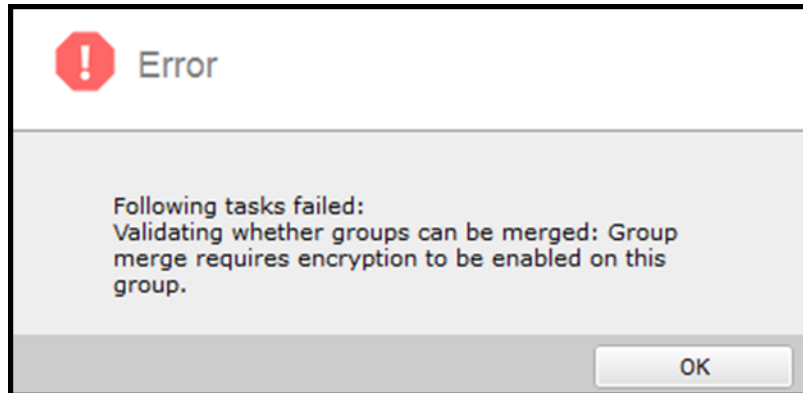 Error
Following tasks failed:
Validating whether groups can be merged: Group
merge requires encryption to be enabled on this
group.
OK